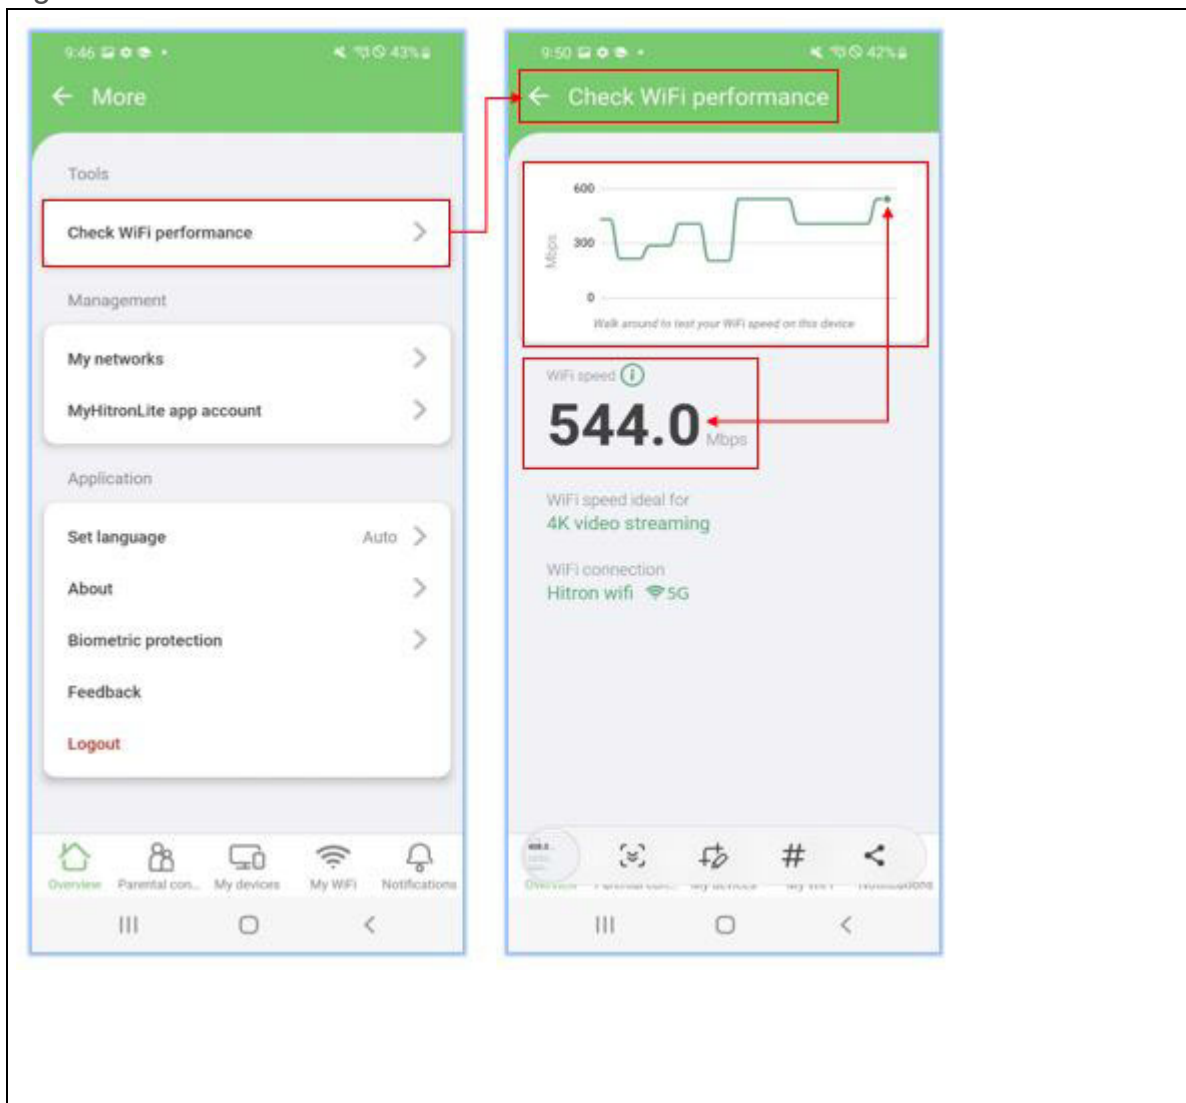 9:46
43%
More
Tools
Check WiFi performance
Management
My networks
MyHitronLite app account
Application
Set language Auto
About
Biometric protection
Feedback
Logout
Overview Parental con... My devices My WiFi Notifications
9:50
42%
Check WiFi performance
600
300
0
Mbps
Walk around to test your WiFi speed on this device
WiFi speed
544.0 Mbps
WiFi speed ideal for
4K video streaming
WiFi connection
Hitron wifi 5G